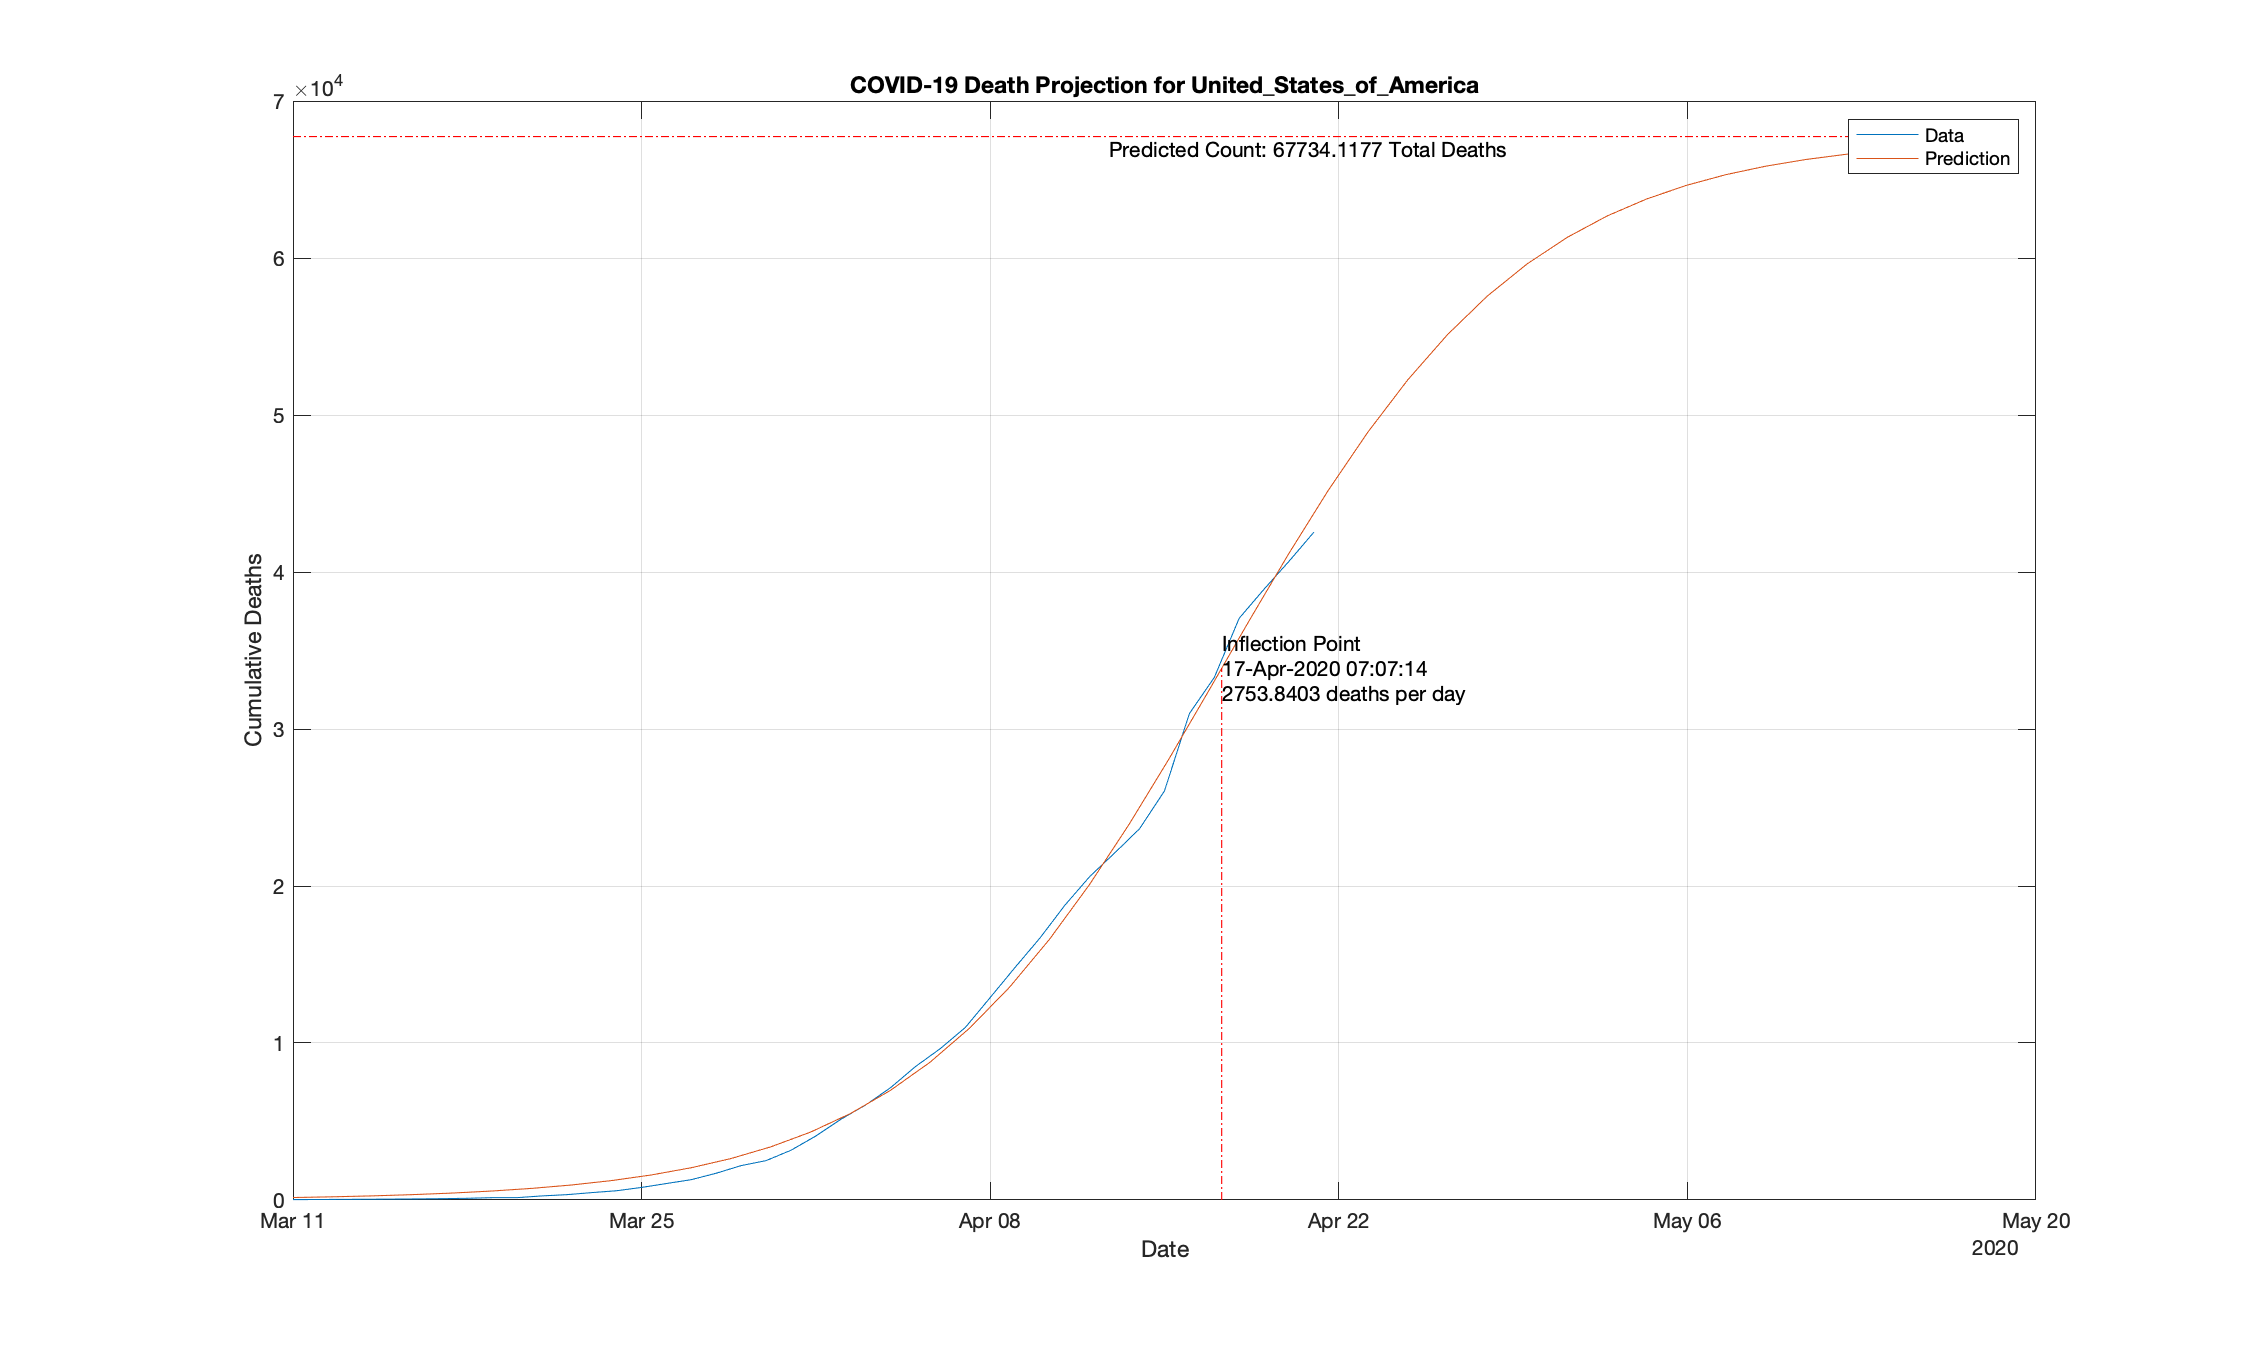 COVID-19 Death Projection for United_States_of_America
×10⁴
7
6
5
4
3
2
1
0
Cumulative Deaths
Predicted Count: 67734.1177 Total Deaths
Data
Prediction
Inflection Point
17-Apr-2020 07:07:14
2753.8403 deaths per day
Mar 11 Mar 25 Apr 08 Apr 22 May 06 May 20
Date
2020